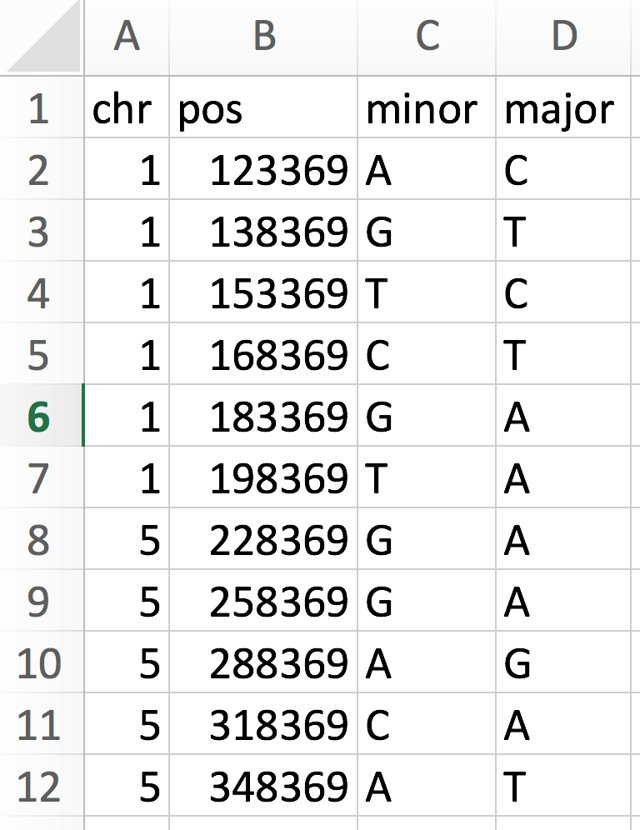 A B C D
1 chr pos minor major
2 1 123369 A C
3 1 138369 G T
4 1 153369 T C
5 1 168369 C T
6 1 183369 G A
7 1 198369 T A
8 5 228369 G A
9 5 258369 G A
10 5 288369 A G
11 5 318369 C A
12 5 348369 A T